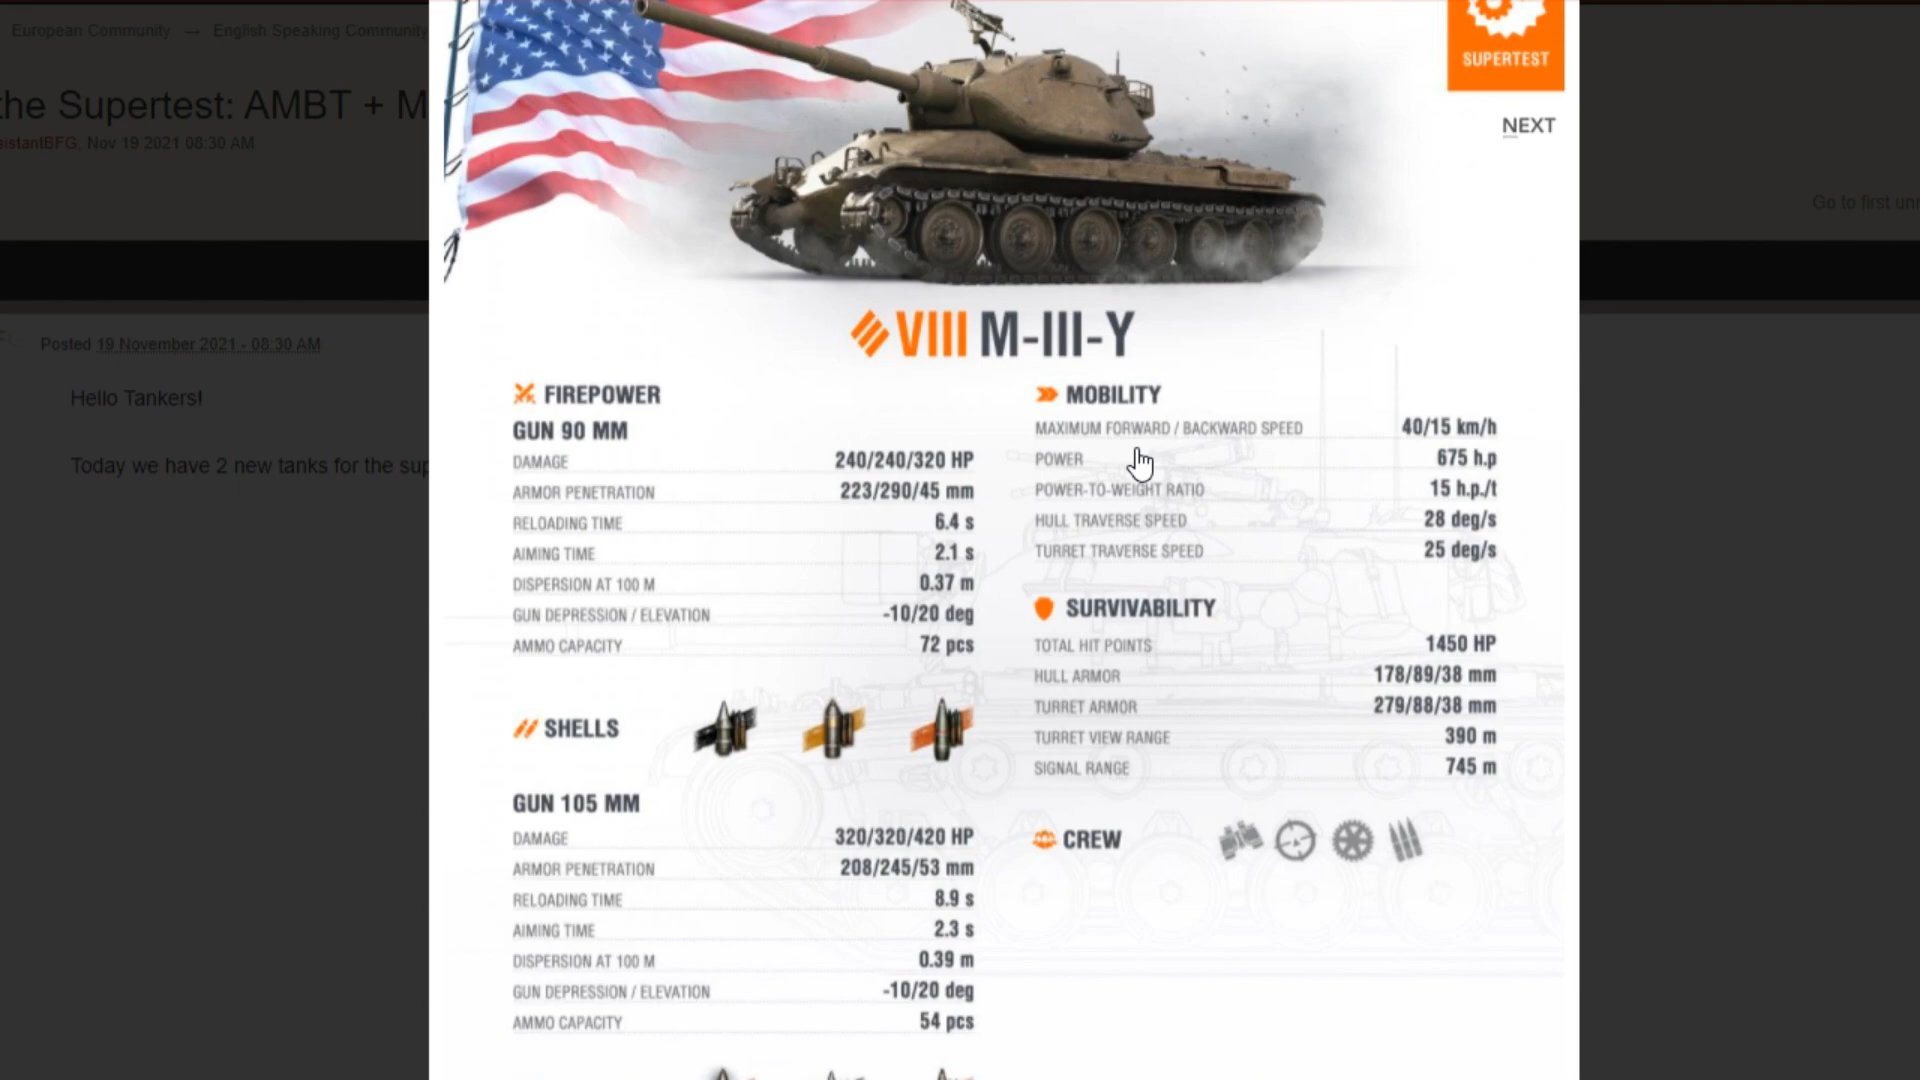 European Community → English Speaking Community
SUPERTEST
the Supertest: AMBT + M
sistantBFG, Nov 19 2021 08:30 AM
NEXT
Go to first unr
VIII M-III-Y
Posted 19 November 2021 - 08:30 AM
Hello Tankers!
Today we have 2 new tanks for the sup
FIREPOWER
GUN 90 MM
DAMAGE 240/240/320 HP
ARMOR PENETRATION 223/290/45 mm
RELOADING TIME 6.4 s
AIMING TIME 2.1 s
DISPERSION AT 100 M 0.37 m
GUN DEPRESSION / ELEVATION -10/20 deg
AMMO CAPACITY 72 pcs
SHELLS
GUN 105 MM
DAMAGE 320/320/420 HP
ARMOR PENETRATION 208/245/53 mm
RELOADING TIME 8.9 s
AIMING TIME 2.3 s
DISPERSION AT 100 M 0.39 m
GUN DEPRESSION / ELEVATION -10/20 deg
AMMO CAPACITY 54 pcs
MOBILITY
MAXIMUM FORWARD / BACKWARD SPEED 40/15 km/h
POWER 675 h.p
POWER-TO-WEIGHT RATIO 15 h.p./t
HULL TRAVERSE SPEED 28 deg/s
TURRET TRAVERSE SPEED 25 deg/s
SURVIVABILITY
TOTAL HIT POINTS 1450 HP
HULL ARMOR 178/89/38 mm
TURRET ARMOR 279/88/38 mm
TURRET VIEW RANGE 390 m
SIGNAL RANGE 745 m
CREW